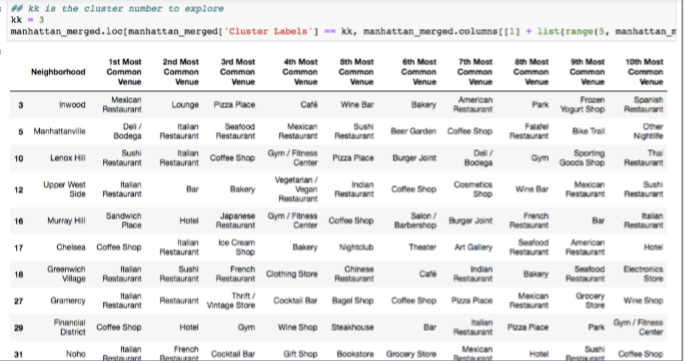 ## kk is the cluster number to explore
kk = 3
manhattan_merged.loc[manhattan_merged['Cluster Labels'] == kk, manhattan_merged.columns[[1] + list(range(5, manhattan_m
Neighborhood 1st Most Common Venue 2nd Most Common Venue 3rd Most Common Venue 4th Most Common Venue 5th Most Common Venue 6th Most Common Venue 7th Most Common Venue 8th Most Common Venue 9th Most Common Venue 10th Most Common Venue
3 Inwood Mexican Restaurant Lounge Pizza Place Café Wine Bar Bakery American Restaurant Park Frozen Yogurt Shop Spanish Restaurant
5 Manhattanville Deli / Bodega Italian Restaurant Seafood Restaurant Mexican Restaurant Sushi Restaurant Beer Garden Coffee Shop Falafel Restaurant Bike Trail Other Nightlife
10 Lenox Hill Sushi Restaurant Italian Restaurant Coffee Shop Gym / Fitness Center Pizza Place Burger Joint Deli / Bodega Gym Sporting Goods Shop Thai Restaurant
12 Upper West Side Italian Restaurant Bar Bakery Vegetarian / Vegan Restaurant Indian Restaurant Coffee Shop Cosmetics Shop Wine Bar Mexican Restaurant Sushi Restaurant
16 Murray Hill Sandwich Place Hotel Japanese Restaurant Gym / Fitness Center Coffee Shop Salon / Barbershop Burger Joint French Restaurant Bar Italian Restaurant
17 Chelsea Coffee Shop Italian Restaurant Ice Cream Shop Bakery Nightclub Theater Art Gallery Seafood Restaurant American Restaurant Hotel
18 Greenwich Village Italian Restaurant Sushi Restaurant French Restaurant Clothing Store Chinese Restaurant Café Indian Restaurant Bakery Seafood Restaurant Electronics Store
27 Gramercy Italian Restaurant Restaurant Thrift / Vintage Store Cocktail Bar Bagel Shop Coffee Shop Pizza Place Mexican Restaurant Grocery Store Wine Shop
29 Financial District Coffee Shop Hotel Gym Wine Shop Steakhouse Bar Italian Restaurant Pizza Place Park Gym / Fitness Center
31 Noho Italian Restaurant French Restaurant Cocktail Bar Gift Shop Bookstore Grocery Store Mexican Restaurant Hotel Sushi Restaurant Coffee Shop